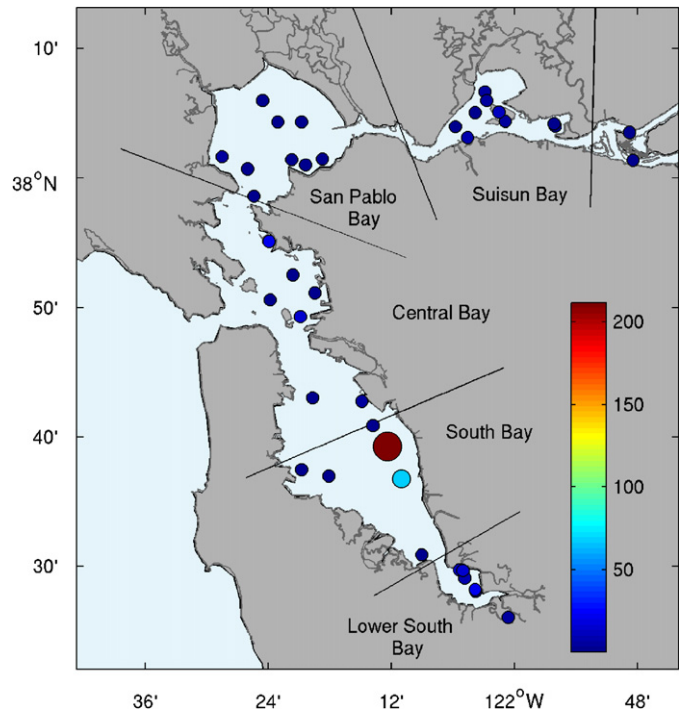 10'
38°N
50'
40'
30'
San Pablo
Bay
Suisun Bay
Central Bay
South Bay
Lower South
Bay
200
150
100
50
36'
24'
12'
122°W
48'